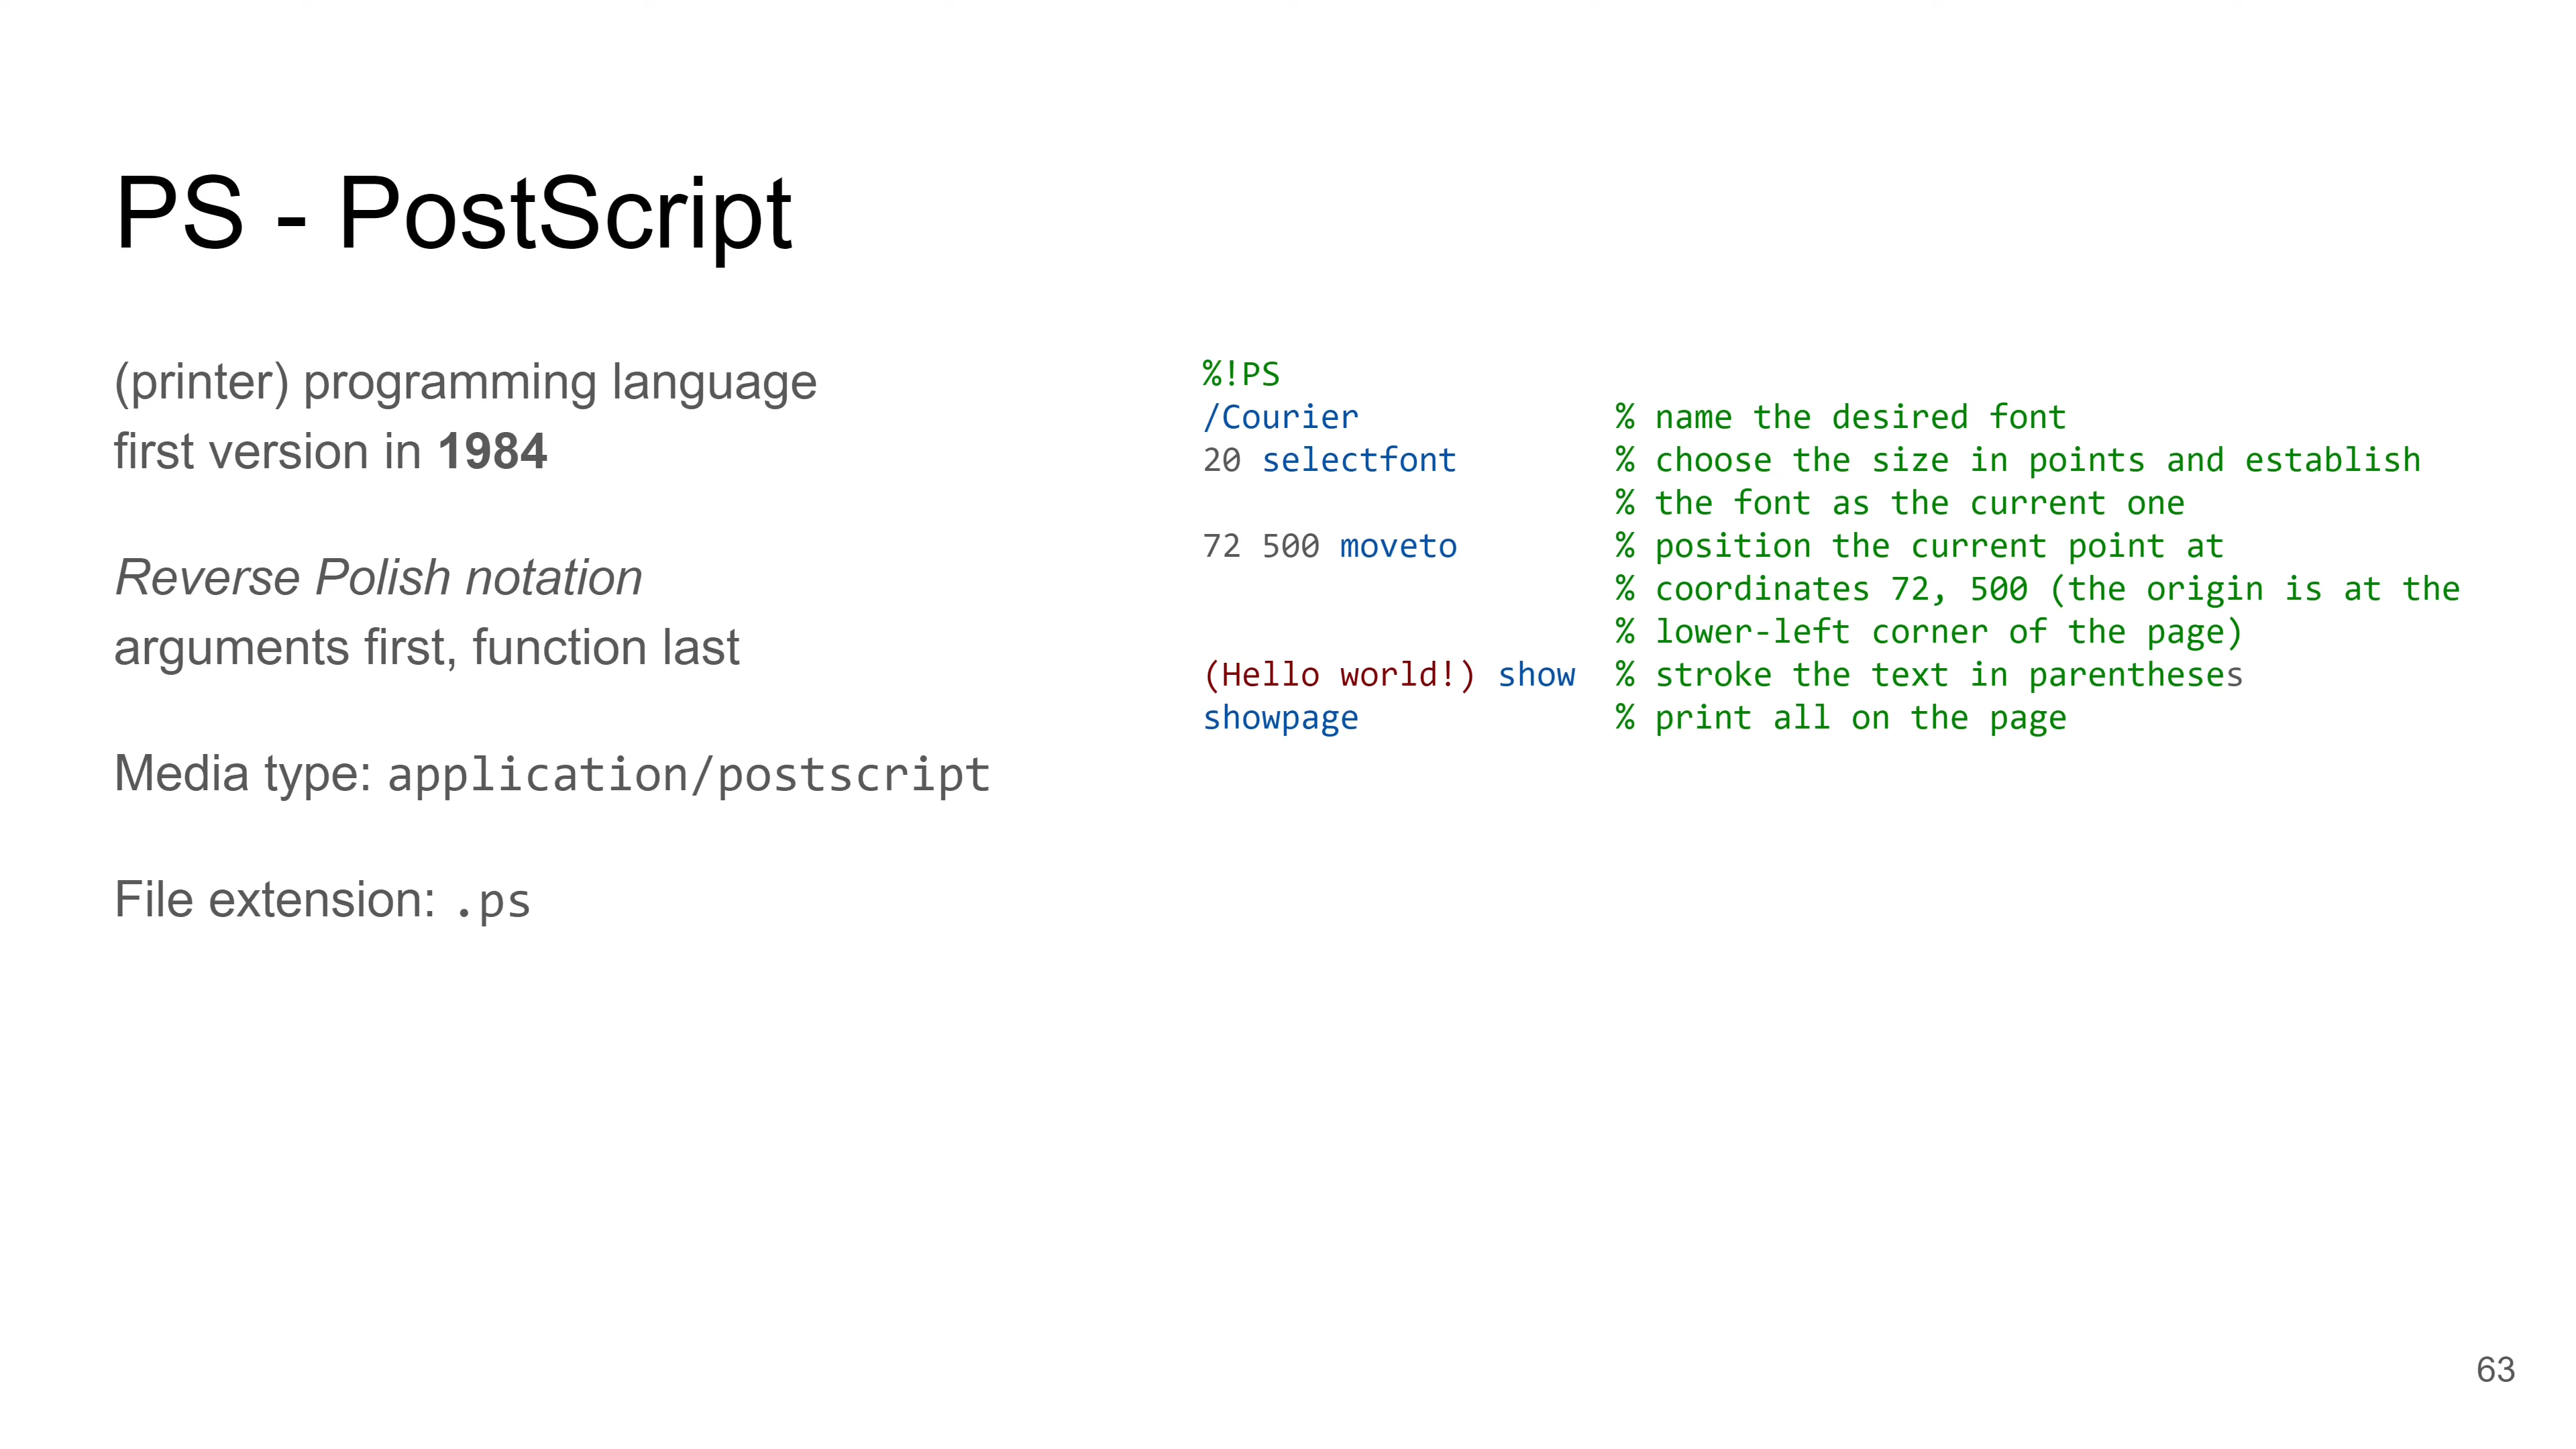 PS - PostScript
(printer) programming language
first version in 1984
Reverse Polish notation
arguments first, function last
Media type: application/postscript
File extension: .ps
%!PS
/Courier % name the desired font
20 selectfont % choose the size in points and establish
% the font as the current one
72 500 moveto % position the current point at
% coordinates 72, 500 (the origin is at the
% lower-left corner of the page)
(Hello world!) show % stroke the text in parentheses
showpage % print all on the page
63